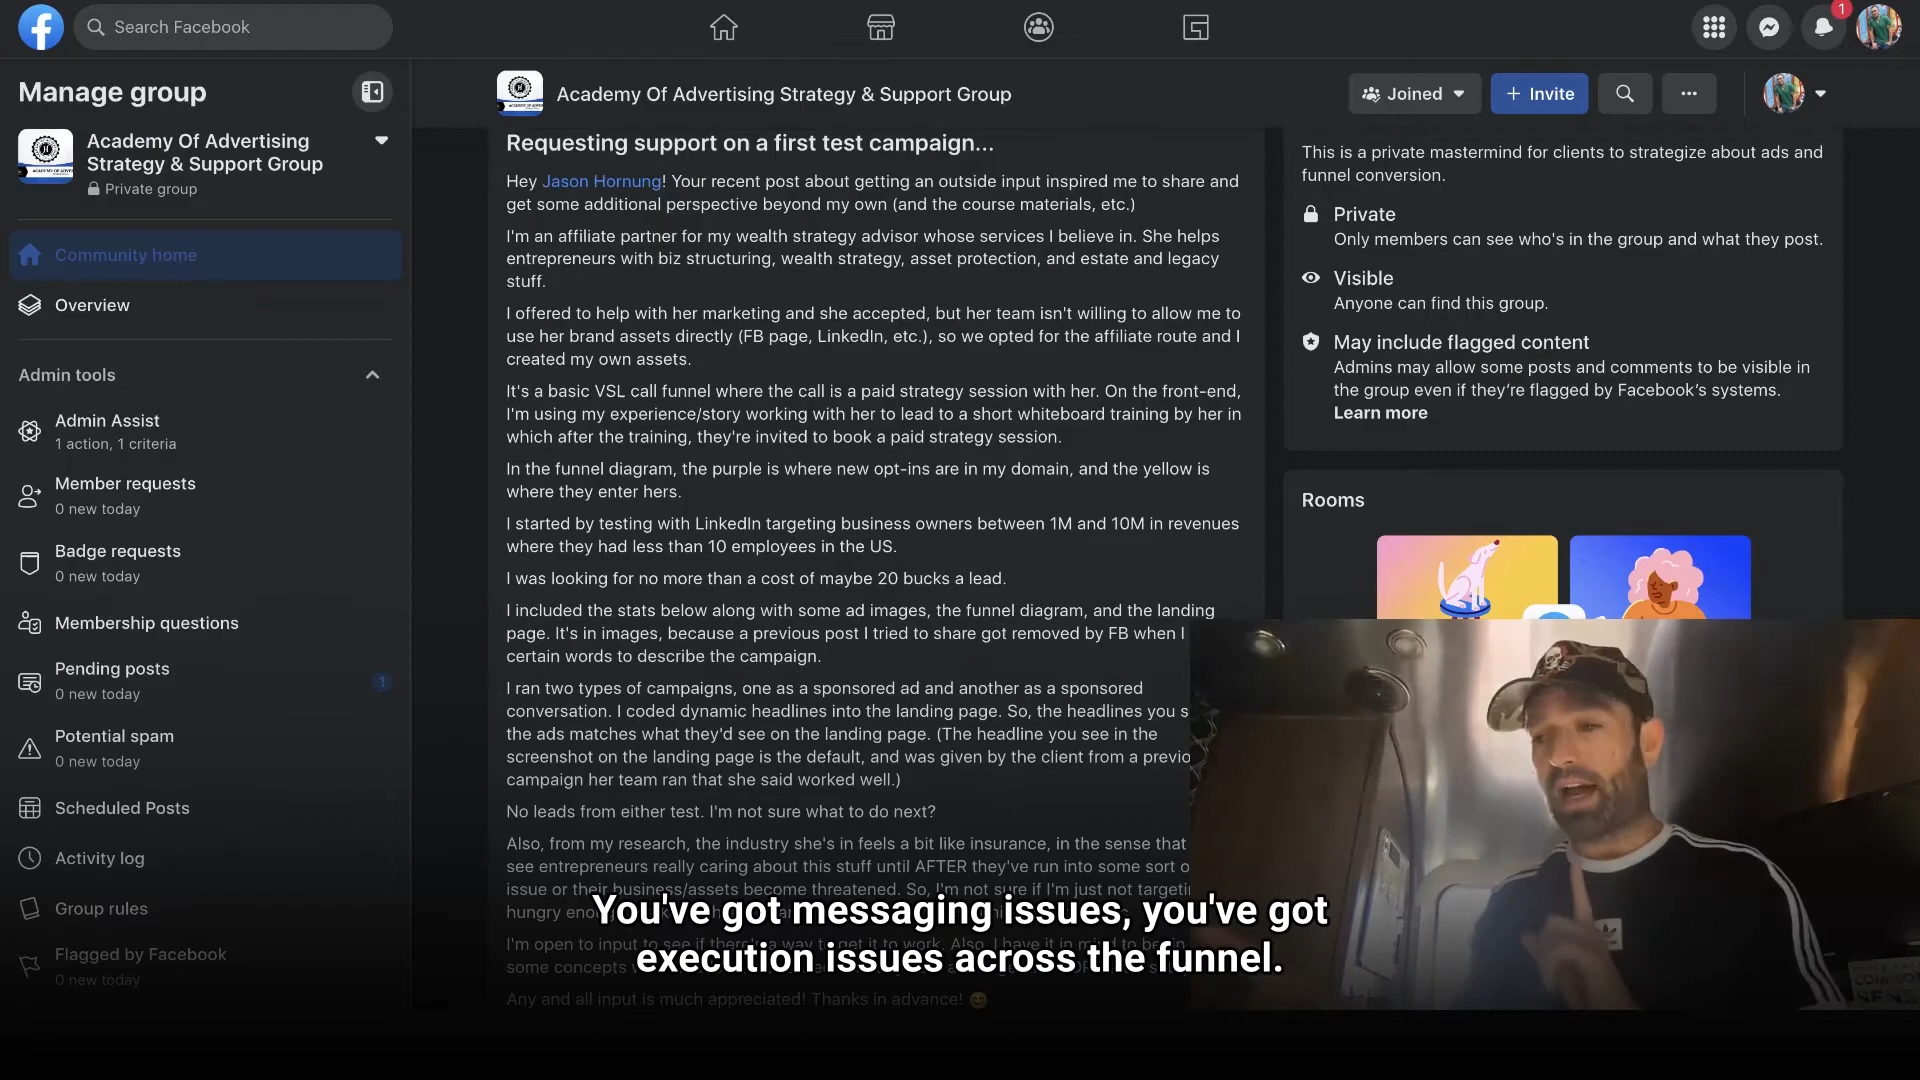 Search Facebook
1
Manage group
Academy Of Advertising
Strategy & Support Group
Private group
Community home
Overview
Admin tools
Admin Assist
1 action, 1 criteria
Member requests
0 new today
Badge requests
0 new today
Membership questions
Pending posts
0 new today
1
Potential spam
0 new today
Scheduled Posts
Activity log
Group rules
Flagged by Facebook
0 new today
Academy Of Advertising Strategy & Support Group
Joined
+ Invite
Requesting support on a first test campaign...
Hey Jason Hornung! Your recent post about getting an outside input inspired me to share and
get some additional perspective beyond my own (and the course materials, etc.)
I'm an affiliate partner for my wealth strategy advisor whose services I believe in. She helps
entrepreneurs with biz structuring, wealth strategy, asset protection, and estate and legacy
stuff.
I offered to help with her marketing and she accepted, but her team isn't willing to allow me to
use her brand assets directly (FB page, LinkedIn, etc.), so we opted for the affiliate route and I
created my own assets.
It's a basic VSL call funnel where the call is a paid strategy session with her. On the front-end,
I'm using my experience/story working with her to lead to a short whiteboard training by her in
which after the training, they're invited to book a paid strategy session.
In the funnel diagram, the purple is where new opt-ins are in my domain, and the yellow is
where they enter hers.
I started by testing with LinkedIn targeting business owners between 1M and 10M in revenues
where they had less than 10 employees in the US.
I was looking for no more than a cost of maybe 20 bucks a lead.
I included the stats below along with some ad images, the funnel diagram, and the landing
page. It's in images, because a previous post I tried to share got removed by FB when I
certain words to describe the campaign.
I ran two types of campaigns, one as a sponsored ad and another as a sponsored
conversation. I coded dynamic headlines into the landing page. So, the headlines you s
the ads matches what they'd see on the landing page. (The headline you see in the
screenshot on the landing page is the default, and was given by the client from a previo
campaign her team ran that she said worked well.)
No leads from either test. I'm not sure what to do next?
Also, from my research, the industry she's in feels a bit like insurance, in the sense that
see entrepreneurs really caring about this stuff until AFTER they've run into some sort o
issue or their business/assets become threatened. So, I'm not sure if I'm just not targeti
hungry
I'm open to input to see if there's a way to get it to work. Also, I have it in mind to
some concepts
Any and all input is much appreciated! Thanks in advance!
This is a private mastermind for clients to strategize about ads and
funnel conversion.
Private
Only members can see who's in the group and what they post.
Visible
Anyone can find this group.
May include flagged content
Admins may allow some posts and comments to be visible in
the group even if they're flagged by Facebook's systems.
Learn more
Rooms
You've got messaging issues, you've got
execution issues across the funnel.